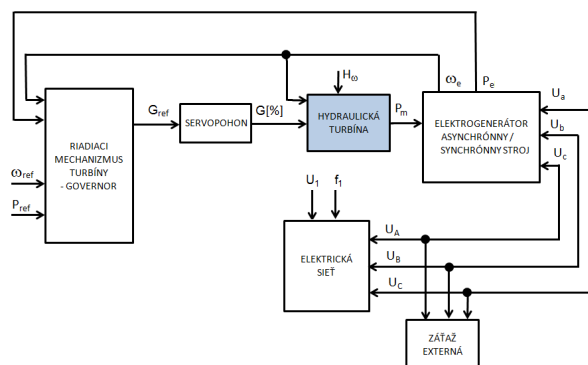 ω_e
P_e
H_ω
U_a
G_ref
G[%]
P_m
U_b
U_c
RIADIACI
MECHANIZMUS
TURBÍNY
- GOVERNOR
SERVOPOHON
HYDRAULICKÁ
TURBÍNA
ELEKTROGENERÁTOR
ASYNCHRÓNNY /
SYNCHRÓNNY STROJ
ω_ref
P_ref
U_1
f_1
ELEKTRICKÁ
SIEŤ
U_A
U_B
U_C
ZÁŤAŽ
EXTERNÁ